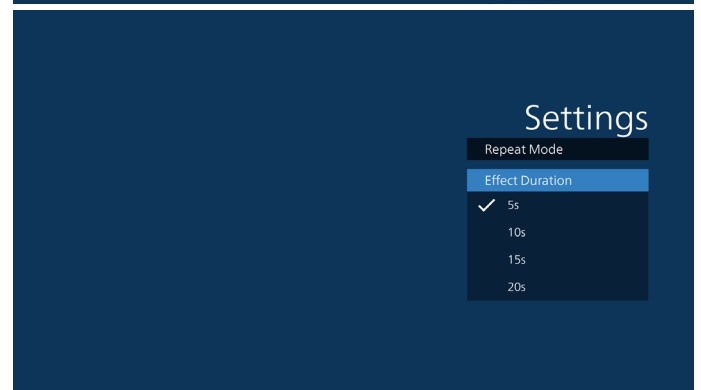 Settings
Repeat Mode
Effect Duration
5s
10s
15s
20s